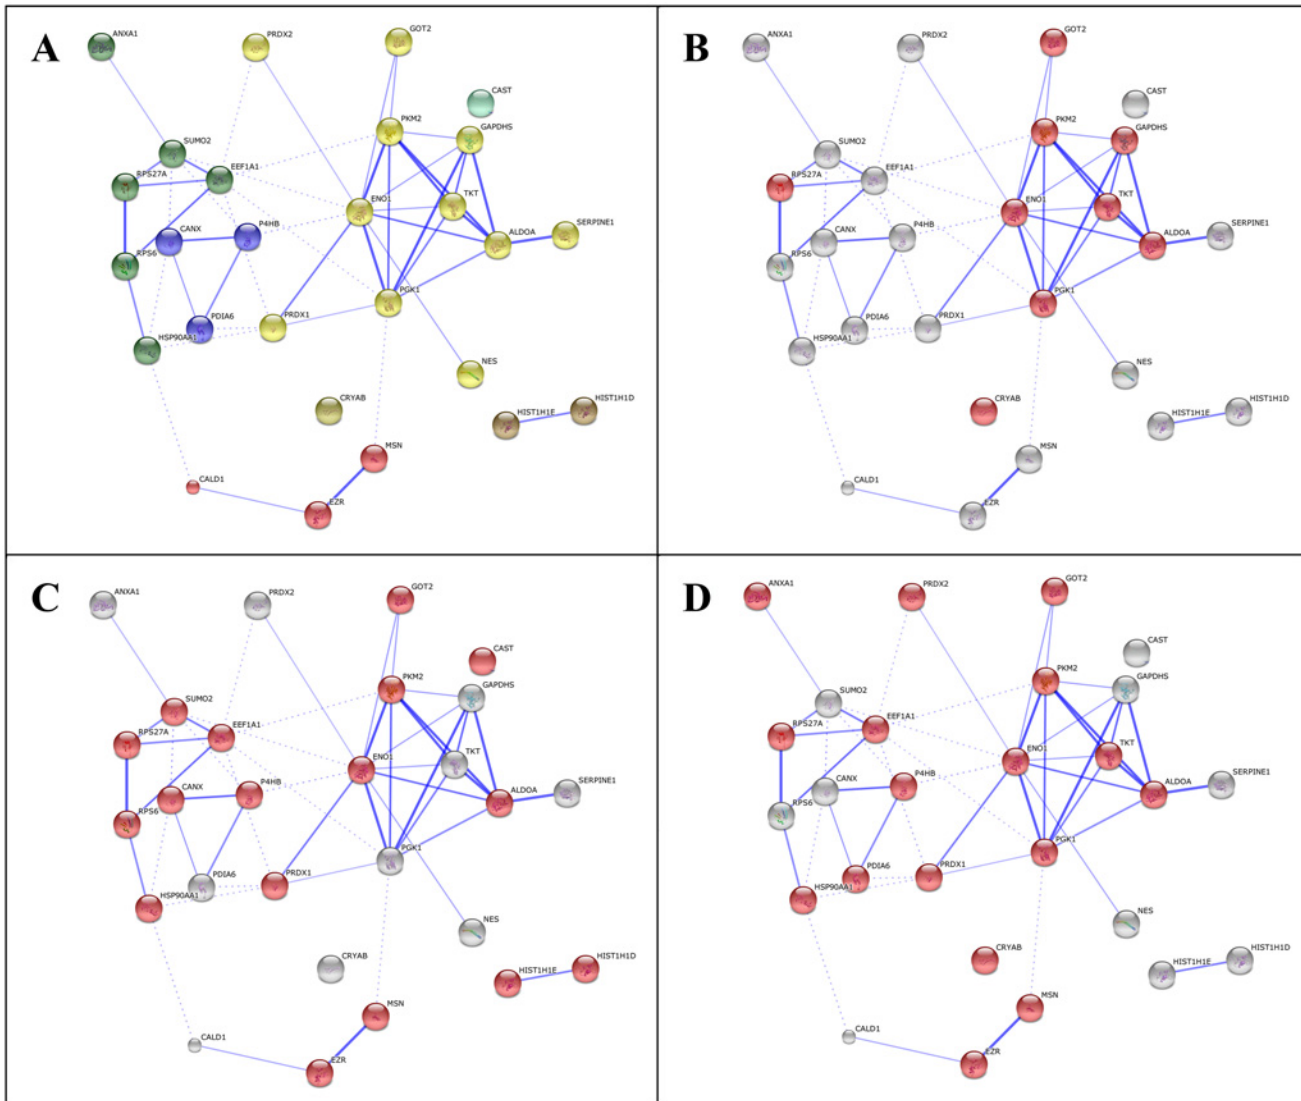 A
ANXA1
PRDX2
GOT2
CAST
PKM2
GAPDHS
SUMO2
EEF1A1
RPS27A
TKT
ENO1
CANX
P4HB
SERPINE1
ALDOA
RPS6
PGK1
PDIA6
PRDX1
HSP90AA1
NES
CRYAB
HIST1H1E
HIST1H1D
MSN
CALD1
EZR
B
ANXA1
PRDX2
GOT2
CAST
PKM2
GAPDHS
SUMO2
EEF1A1
RPS27A
TKT
ENO1
CANX
P4HB
SERPINE1
ALDOA
RPS6
PGK1
PDIA6
PRDX1
HSP90AA1
NES
CRYAB
HIST1H1E
HIST1H1D
MSN
CALD1
EZR
C
ANXA1
PRDX2
GOT2
CAST
PKM2
GAPDHS
SUMO2
EEF1A1
RPS27A
TKT
ENO1
CANX
P4HB
SERPINE1
ALDOA
RPS6
PGK1
PDIA6
PRDX1
HSP90AA1
NES
CRYAB
HIST1H1E
HIST1H1D
MSN
CALD1
EZR
D
ANXA1
PRDX2
GOT2
CAST
PKM2
GAPDHS
SUMO2
EEF1A1
RPS27A
TKT
ENO1
CANX
P4HB
SERPINE1
ALDOA
RPS6
PGK1
PDIA6
PRDX1
HSP90AA1
NES
CRYAB
HIST1H1E
HIST1H1D
MSN
CALD1
EZR